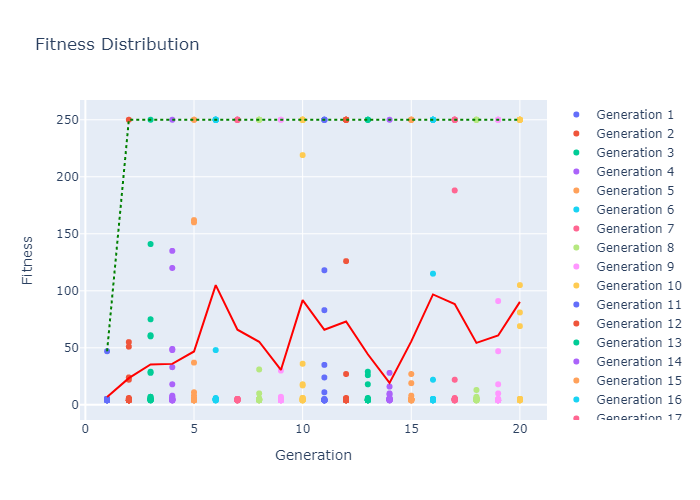 Fitness Distribution
Fitness
250
200
150
100
50
0
0
5
10
15
20
Generation
Generation 1
Generation 2
Generation 3
Generation 4
Generation 5
Generation 6
Generation 7
Generation 8
Generation 9
Generation 10
Generation 11
Generation 12
Generation 13
Generation 14
Generation 15
Generation 16
Generation 17